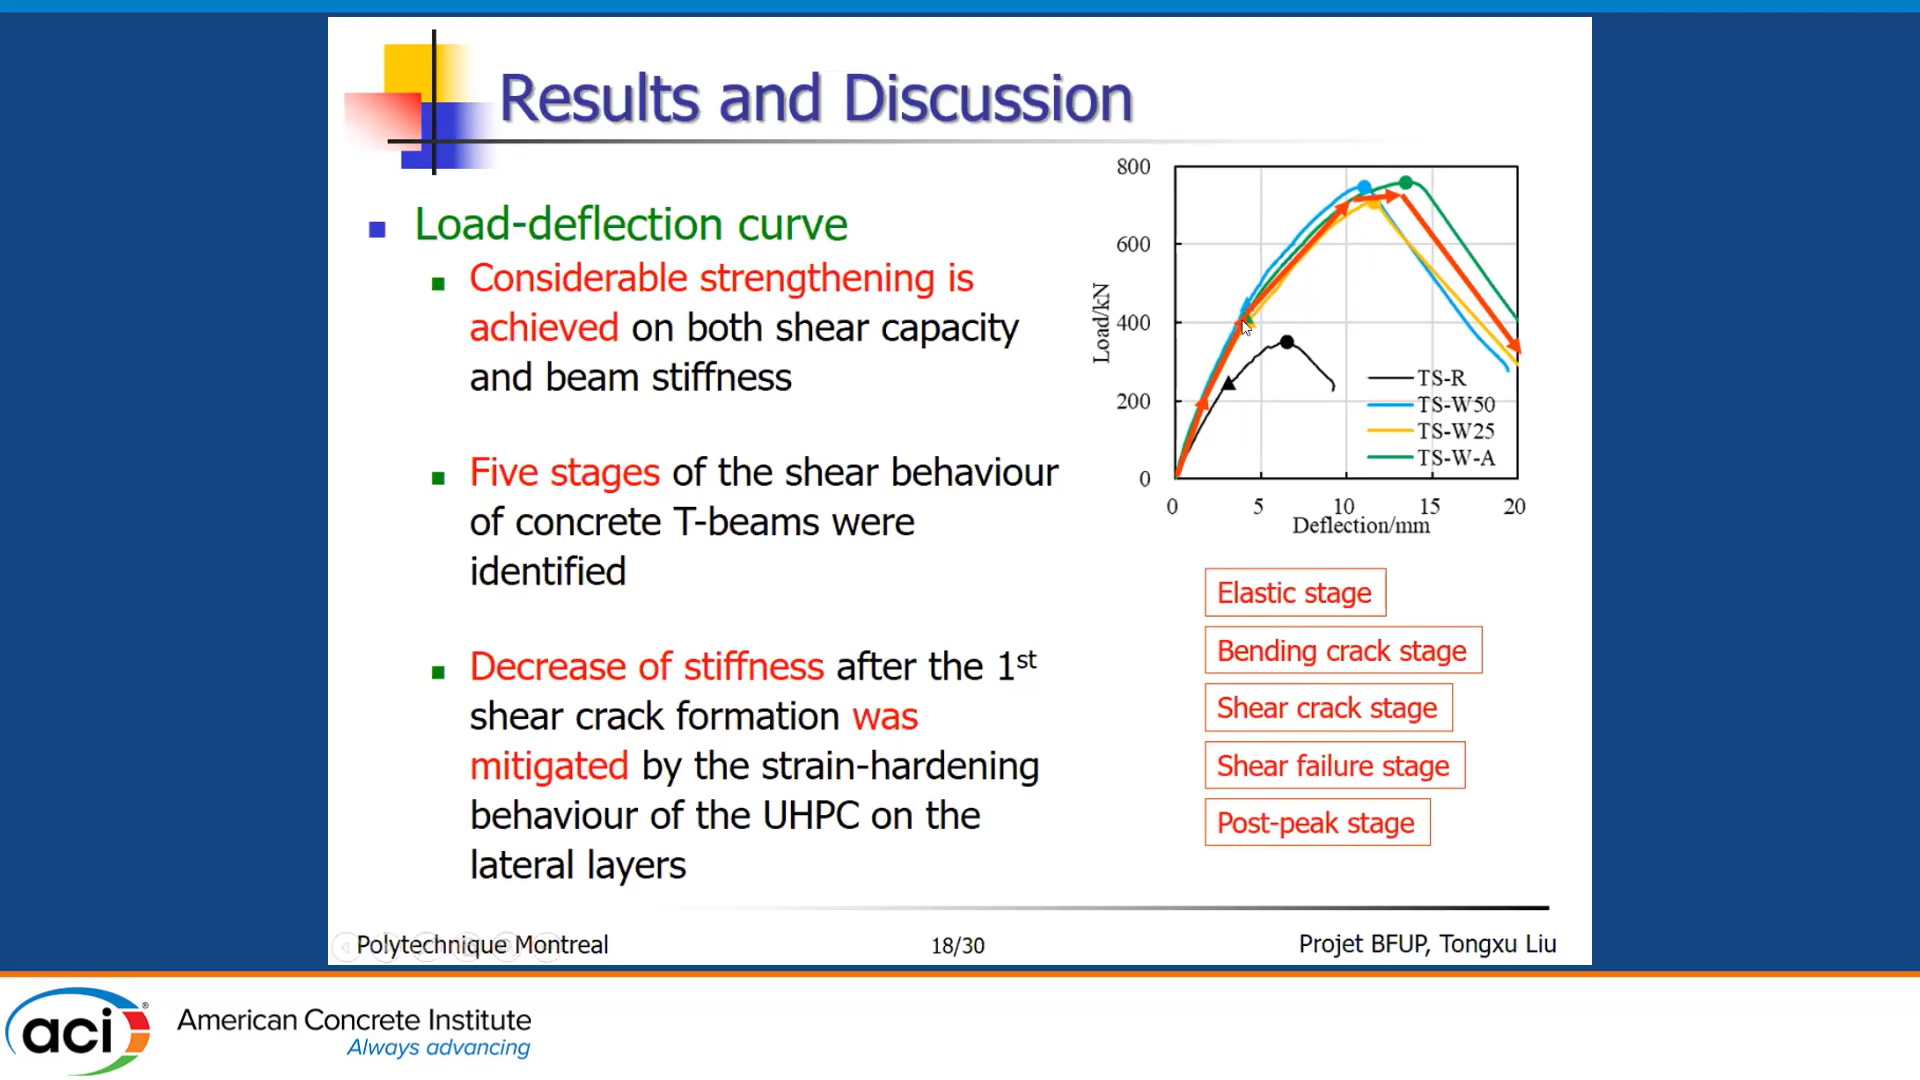 Results and Discussion
Load-deflection curve
Considerable strengthening is
achieved on both shear capacity
and beam stiffness
Five stages of the shear behaviour
of concrete T-beams were
identified
Decrease of stiffness after the 1st
shear crack formation was
mitigated by the strain-hardening
behaviour of the UHPC on the
lateral layers
800
600
400
200
0
Load/kN
0 5 10 15 20
Deflection/mm
TS-R
TS-W50
TS-W25
TS-W-A
Elastic stage
Bending crack stage
Shear crack stage
Shear failure stage
Post-peak stage
Polytechnique Montreal
18/30
Projet BFUP, Tongxu Liu
aci®
American Concrete Institute
Always advancing